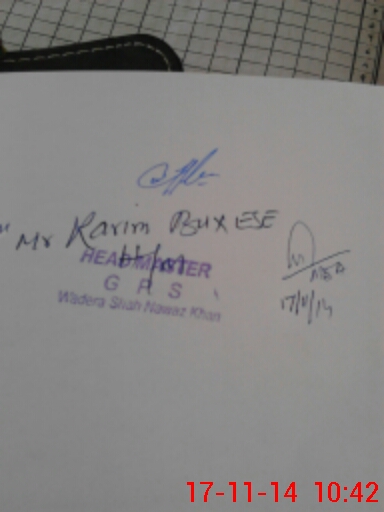 Mr Karim Bux ESE
H/M
HEADMASTER
G P S
Wadera Shah Nawaz Khan
17/11/14
17-11-14 10:42